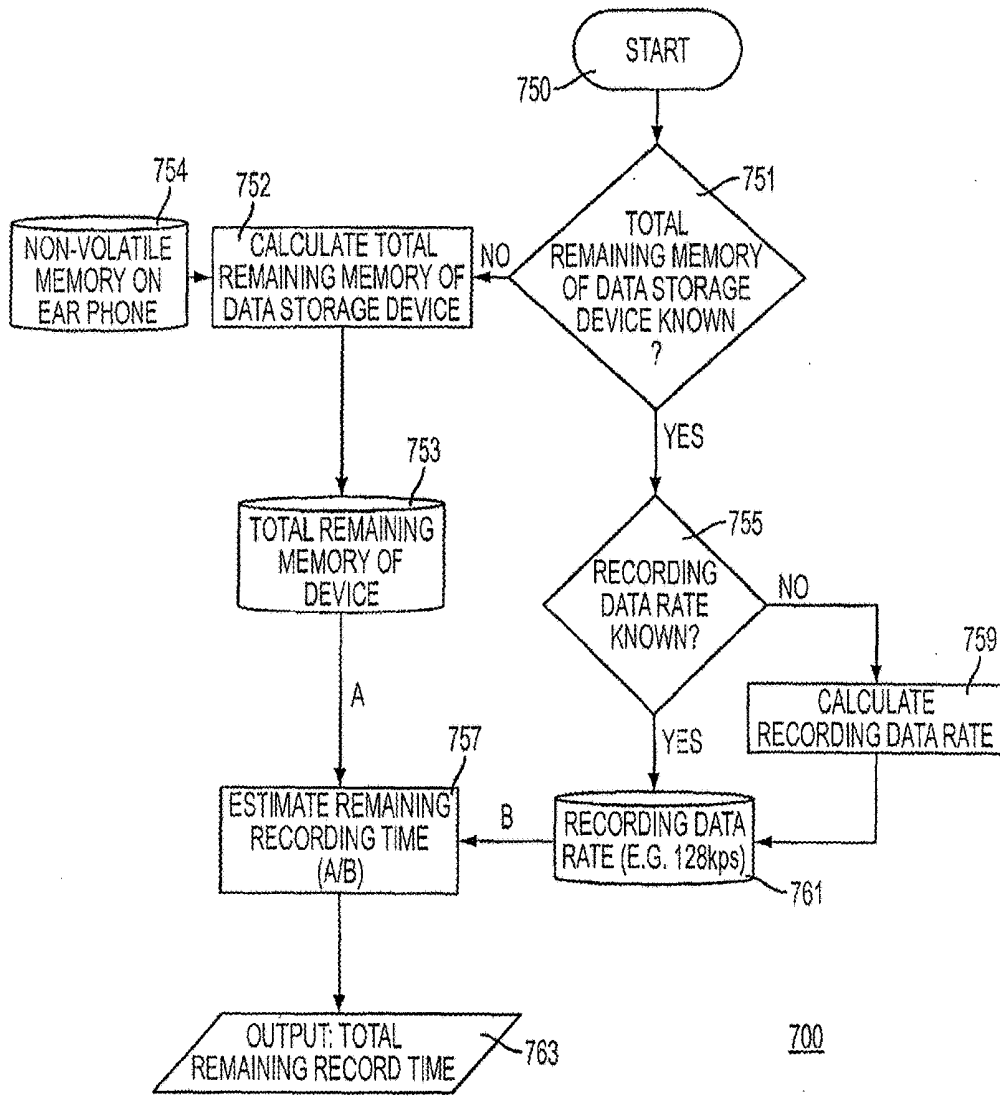 START
750
751
TOTAL
REMAINING MEMORY
OF DATA STORAGE
DEVICE KNOWN
?
NO
YES
754
NON-VOLATILE
MEMORY ON
EAR PHONE
752
CALCULATE TOTAL
REMAINING MEMORY OF
DATA STORAGE DEVICE
753
TOTAL REMAINING
MEMORY OF
DEVICE
A
755
RECORDING
DATA RATE
KNOWN?
NO
YES
759
CALCULATE
RECORDING DATA RATE
757
ESTIMATE REMAINING
RECORDING TIME
(A/B)
B
RECORDING DATA
RATE (E.G. 128kps)
761
OUTPUT: TOTAL
REMAINING RECORD TIME
763
700